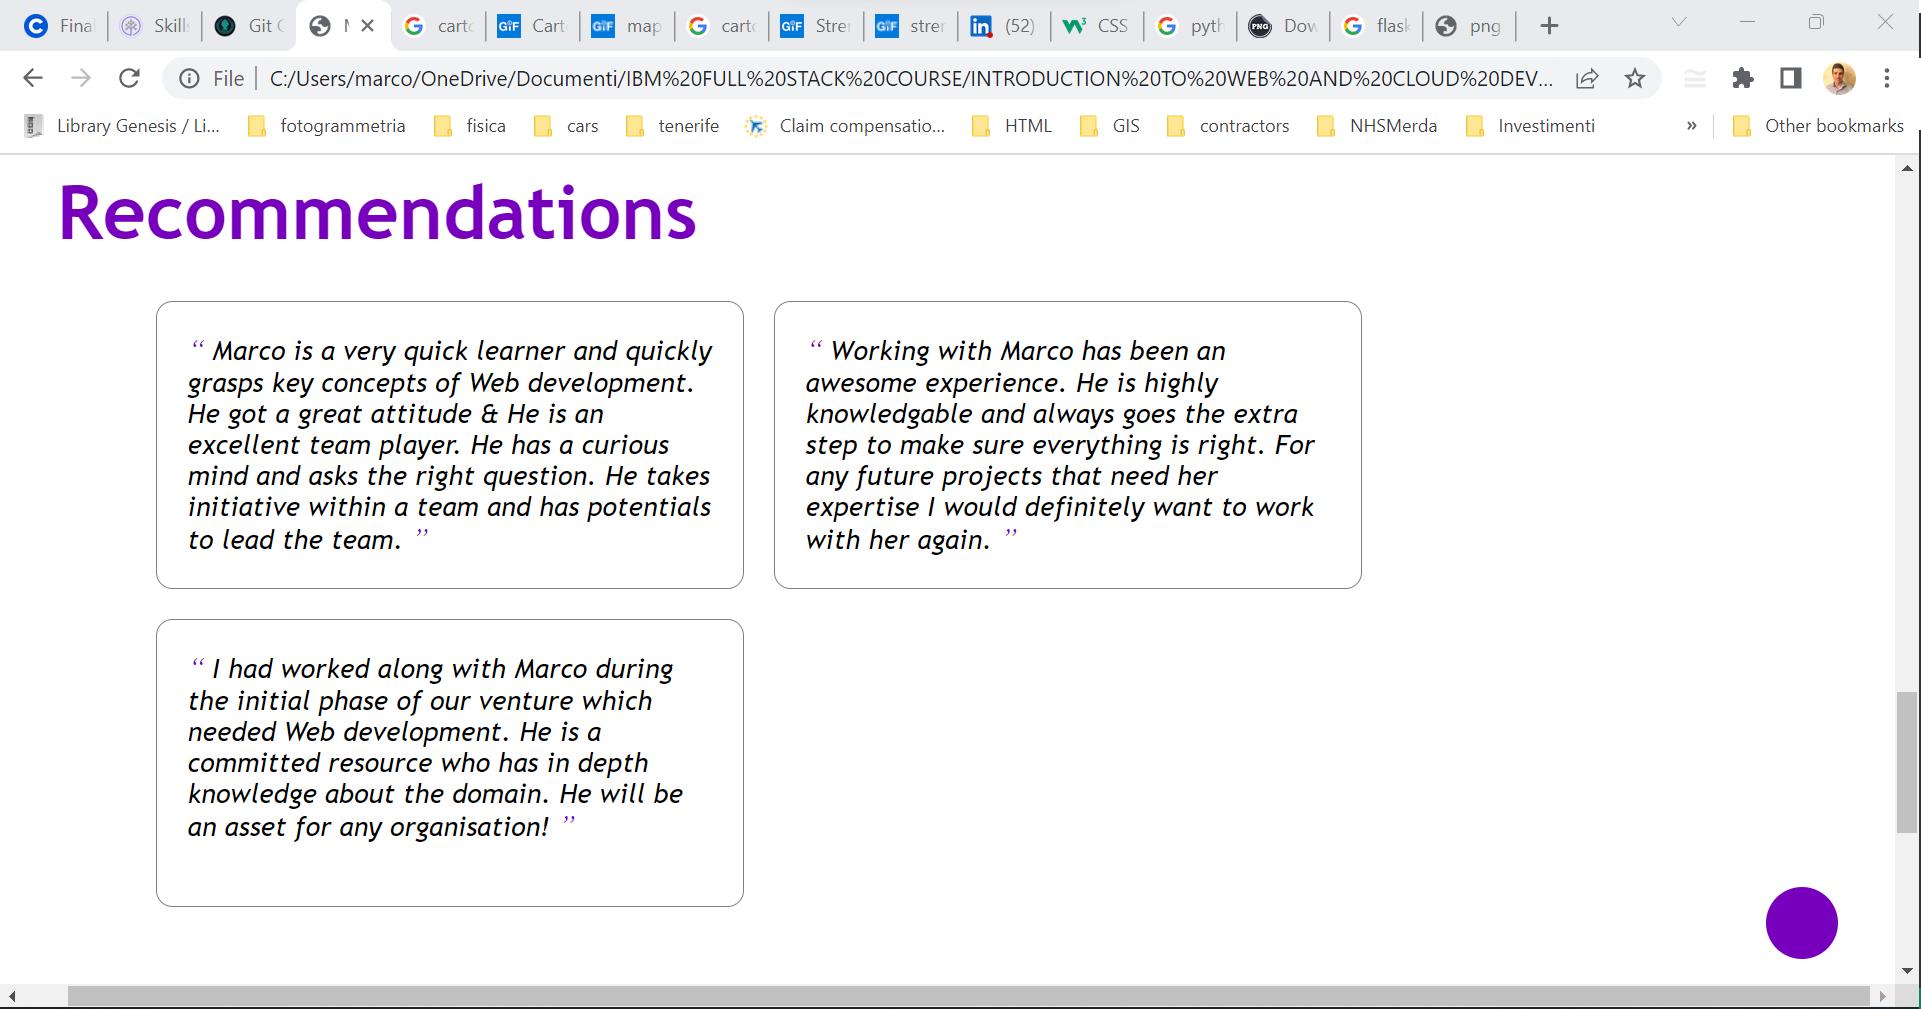 Fina Skills Git C M cartc Cart map cartc Stre stre (52) CSS pyth Dow flask png
File C:/Users/marco/OneDrive/Documenti/IBM%20FULL%20STACK%20COURSE/INTRODUCTION%20TO%20WEB%20AND%20CLOUD%20DEV...
Library Genesis / Li... fotogrammetria fisica cars tenerife Claim compensatio... HTML GIS contractors NHSMerda Investimenti » Other bookmarks
Recommendations
“ Marco is a very quick learner and quickly
grasps key concepts of Web development.
He got a great attitude & He is an
excellent team player. He has a curious
mind and asks the right question. He takes
initiative within a team and has potentials
to lead the team. ”
“ Working with Marco has been an
awesome experience. He is highly
knowledgable and always goes the extra
step to make sure everything is right. For
any future projects that need her
expertise I would definitely want to work
with her again. ”
“ I had worked along with Marco during
the initial phase of our venture which
needed Web development. He is a
committed resource who has in depth
knowledge about the domain. He will be
an asset for any organisation! ”